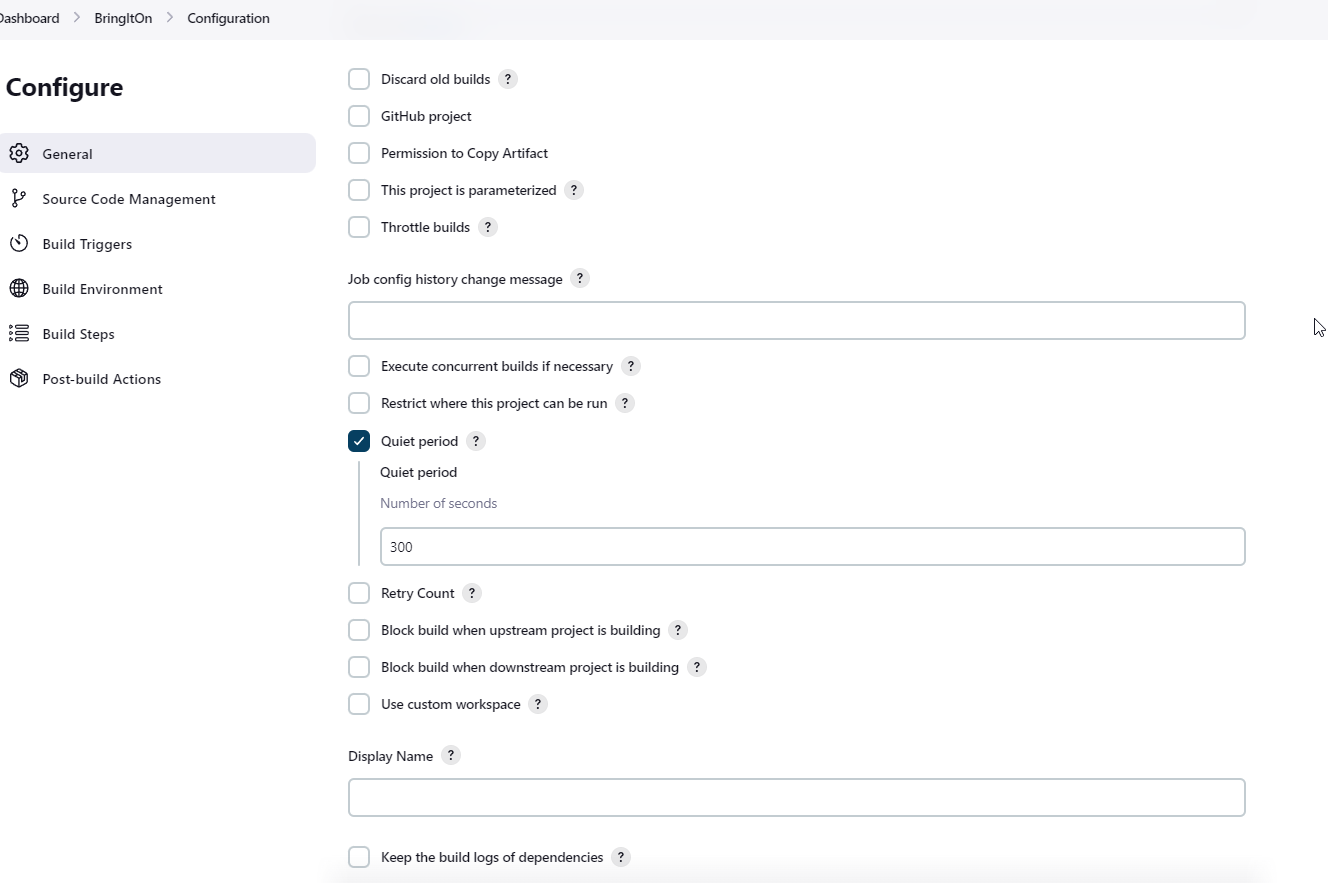 Dashboard > BringItOn > Configuration
Configure
General
Source Code Management
Build Triggers
Build Environment
Build Steps
Post-build Actions
Discard old builds ?
GitHub project
Permission to Copy Artifact
This project is parameterized ?
Throttle builds ?
Job config history change message ?
Execute concurrent builds if necessary ?
Restrict where this project can be run ?
Quiet period ?
Quiet period
Number of seconds
300
Retry Count ?
Block build when upstream project is building ?
Block build when downstream project is building ?
Use custom workspace ?
Display Name ?
Keep the build logs of dependencies ?